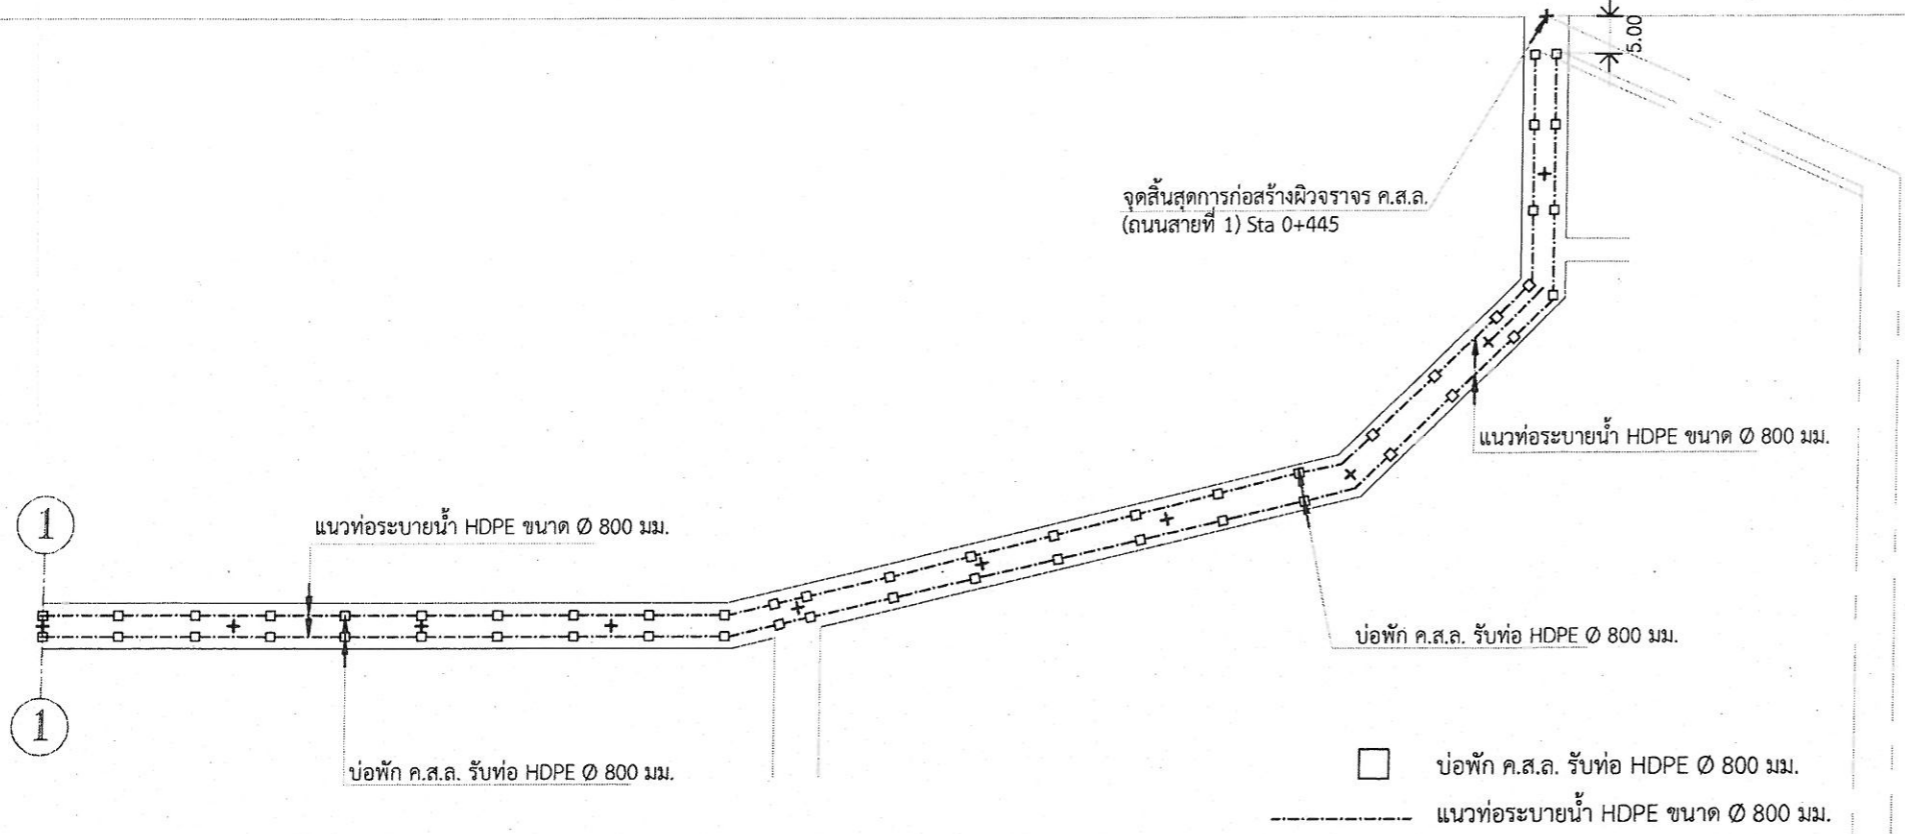 5.00
จุดสิ้นสุดการก่อสร้างผิวจราจร ค.ส.ล.
(ถนนสายที่ 1) Sta 0+445
แนวท่อระบายน้ำ HDPE ขนาด Ø 800 มม.
1
แนวท่อระบายน้ำ HDPE ขนาด Ø 800 มม.
บ่อพัก ค.ส.ล. รับท่อ HDPE Ø 800 มม.
1
บ่อพัก ค.ส.ล. รับท่อ HDPE Ø 800 มม.
บ่อพัก ค.ส.ล. รับท่อ HDPE Ø 800 มม.
แนวท่อระบายน้ำ HDPE ขนาด Ø 800 มม.